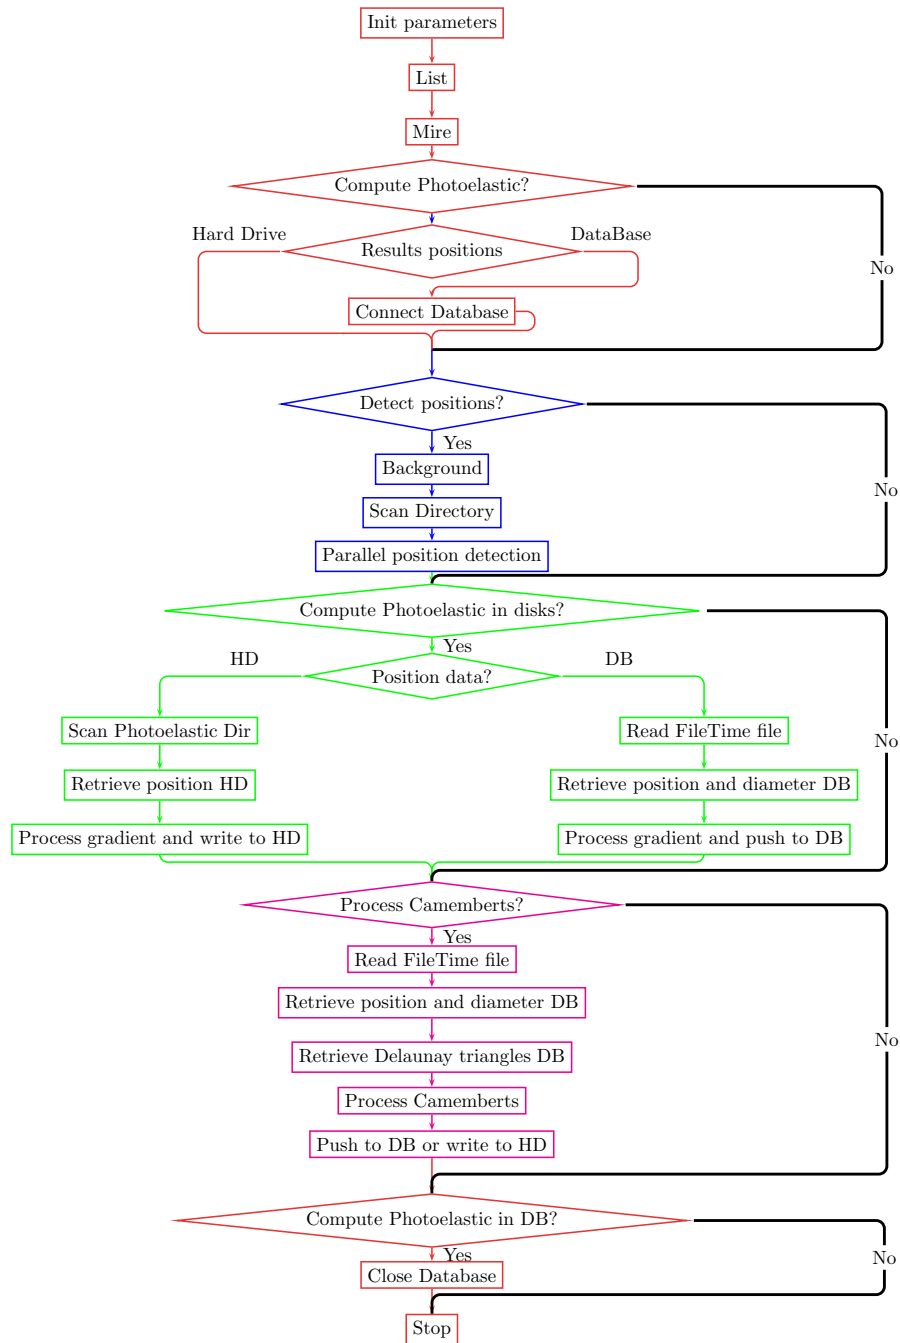 Init parameters
List
Mire
Compute Photoelastic?
Hard Drive
Results positions
DataBase
No
Connect Database
Detect positions?
Yes
Background
No
Scan Directory
Parallel position detection
Compute Photoelastic in disks?
Yes
HD
Position data?
DB
Scan Photoelastic Dir
Read FileTime file
No
Retrieve position HD
Retrieve position and diameter DB
Process gradient and write to HD
Process gradient and push to DB
Process Camemberts?
Yes
Read FileTime file
Retrieve position and diameter DB
No
Retrieve Delaunay triangles DB
Process Camemberts
Push to DB or write to HD
Compute Photoelastic in DB?
Yes
No
Close Database
Stop